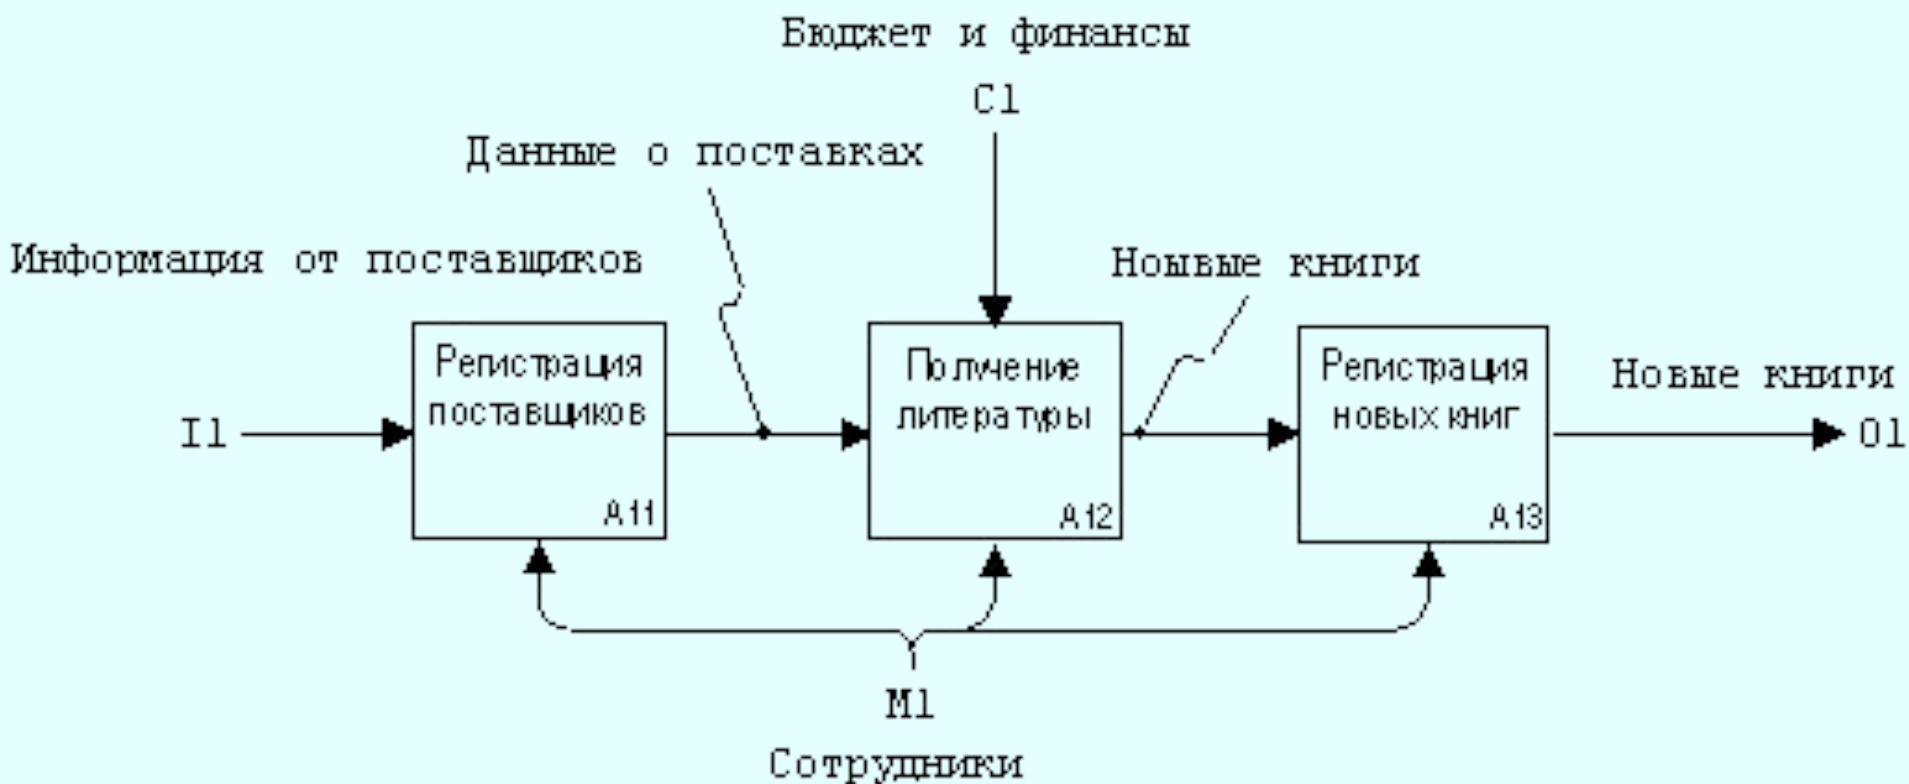 Бюджет и финансы
C1
Данные о поставках
Информация от поставщиков
Ноывые книги
Регистрация
поставщиков
A11
Получение
литературы
A12
Регистрация
новых книг
A13
Новые книги
I1
O1
M1
Сотрудники